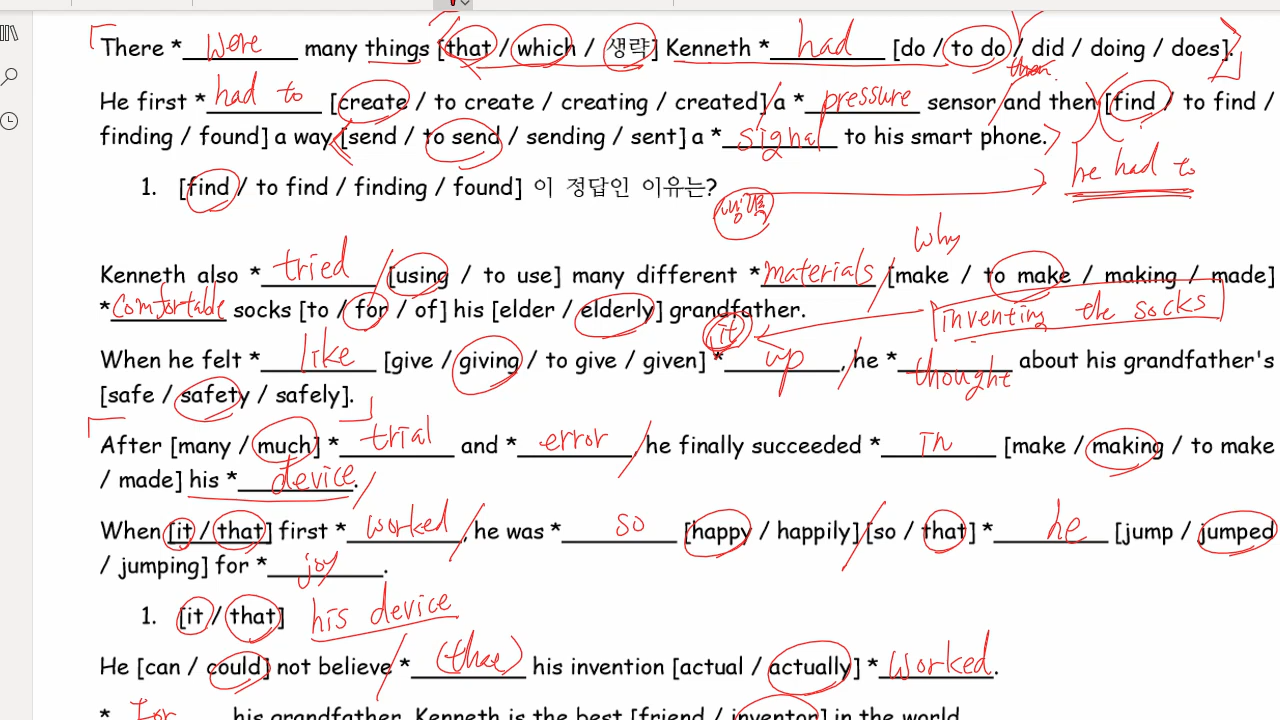 There * were many things [that / which / 생략] Kenneth * had [do / to do / did / doing / does].
then
He first * had to [create / to create / creating / created] a * pressure sensor and then [find / to find /
finding / found] a way [send / to send / sending / sent] a * signal to his smart phone.
he had to
1. [find / to find / finding / found] 이 정답인 이유는?
생략
why
Kenneth also * tried [using / to use] many different * materials [make / to make / making / made]
* comfortable socks [to / for / of] his [elder / elderly] grandfather.
inventing the socks
it
When he felt * like [give / giving / to give / given] * up, he * thought about his grandfather's
[safe / safety / safely].
After [many / much] * trial and * error, he finally succeeded * in [make / making / to make
/ made] his * device.
When [it / that] first * worked, he was * so [happy / happily] [so / that] * he [jump / jumped
/ jumping] for * joy.
1. [it / that] his device
He [can / could] not believe * (that) his invention [actual / actually] * worked.
* For his grandfather, Kenneth is the best [friend / inventor] in the world.